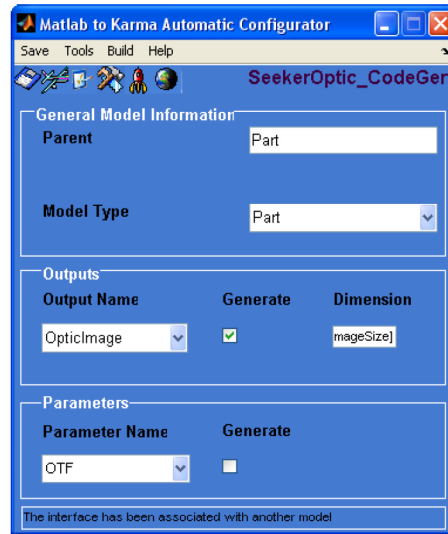 Matlab to Karma Automatic Configurator
Save Tools Build Help
SeekerOptic_CodeGen
General Model Information
Parent Part
Model Type Part
Outputs
Output Name Generate Dimension
OpticImage mageSize]
Parameters
Parameter Name Generate
OTF
The interface has been associated with another model